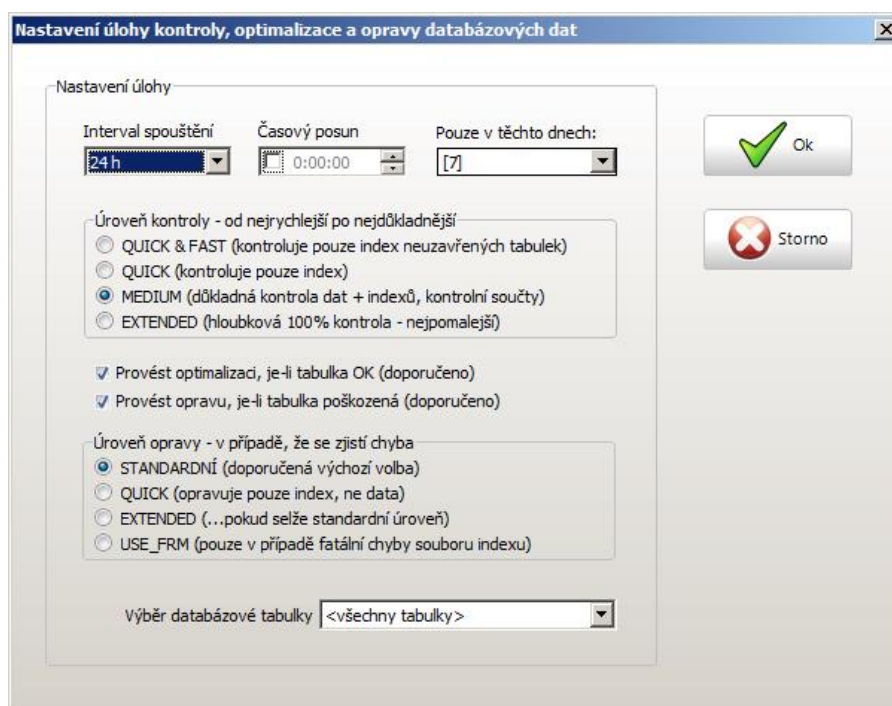 Nastavení úlohy kontroly, optimalizace a opravy databázových dat
Nastavení úlohy
Interval spouštění Časový posun Pouze v těchto dnech:
24 h 0:00:00 [7]
Ok
Úroveň kontroly - od nejrychlejší po nejdůkladnější
QUICK & FAST (kontroluje pouze index neuzavřených tabulek)
Storno
QUICK (kontroluje pouze index)
MEDIUM (důkladná kontrola dat + indexů, kontrolní součty)
EXTENDED (hloubková 100% kontrola - nejpomalejší)
Provést optimalizaci, je-li tabulka OK (doporučeno)
Provést opravu, je-li tabulka poškozená (doporučeno)
Úroveň opravy - v případě, že se zjistí chyba
STANDARDNÍ (doporučená výchozí volba)
QUICK (opravuje pouze index, ne data)
EXTENDED (...pokud selže standardní úroveň)
USE_FRM (pouze v případě fatální chyby souboru indexu)
Výběr databázové tabulky <všechny tabulky>